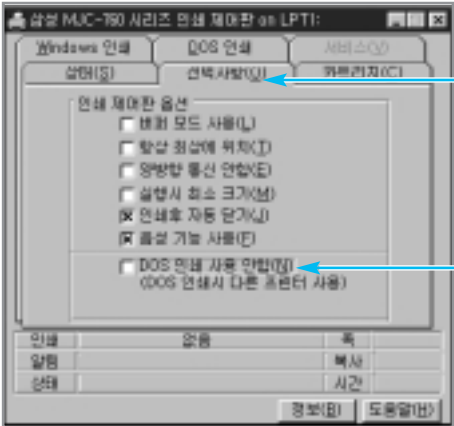 삼성 MJC-760 시리즈 인쇄 제어판 on LPT1:
Windows 인쇄 DOS 인쇄 서비스(V)
상태(S) 선택사항(O) 카트리지(C)
인쇄 제어판 옵션
버퍼 모드 사용(L)
항상 최상에 위치(T)
양방향 통신 안함(E)
실행시 최소 크기(M)
인쇄후 자동 닫기(J)
음성 기능 사용(F)
DOS 인쇄 사용 안함(N)
(DOS 인쇄시 다른 프린터 사용)
인쇄 없음 쪽
알림 복사
상태 시간
정보(B) 도움말(H)